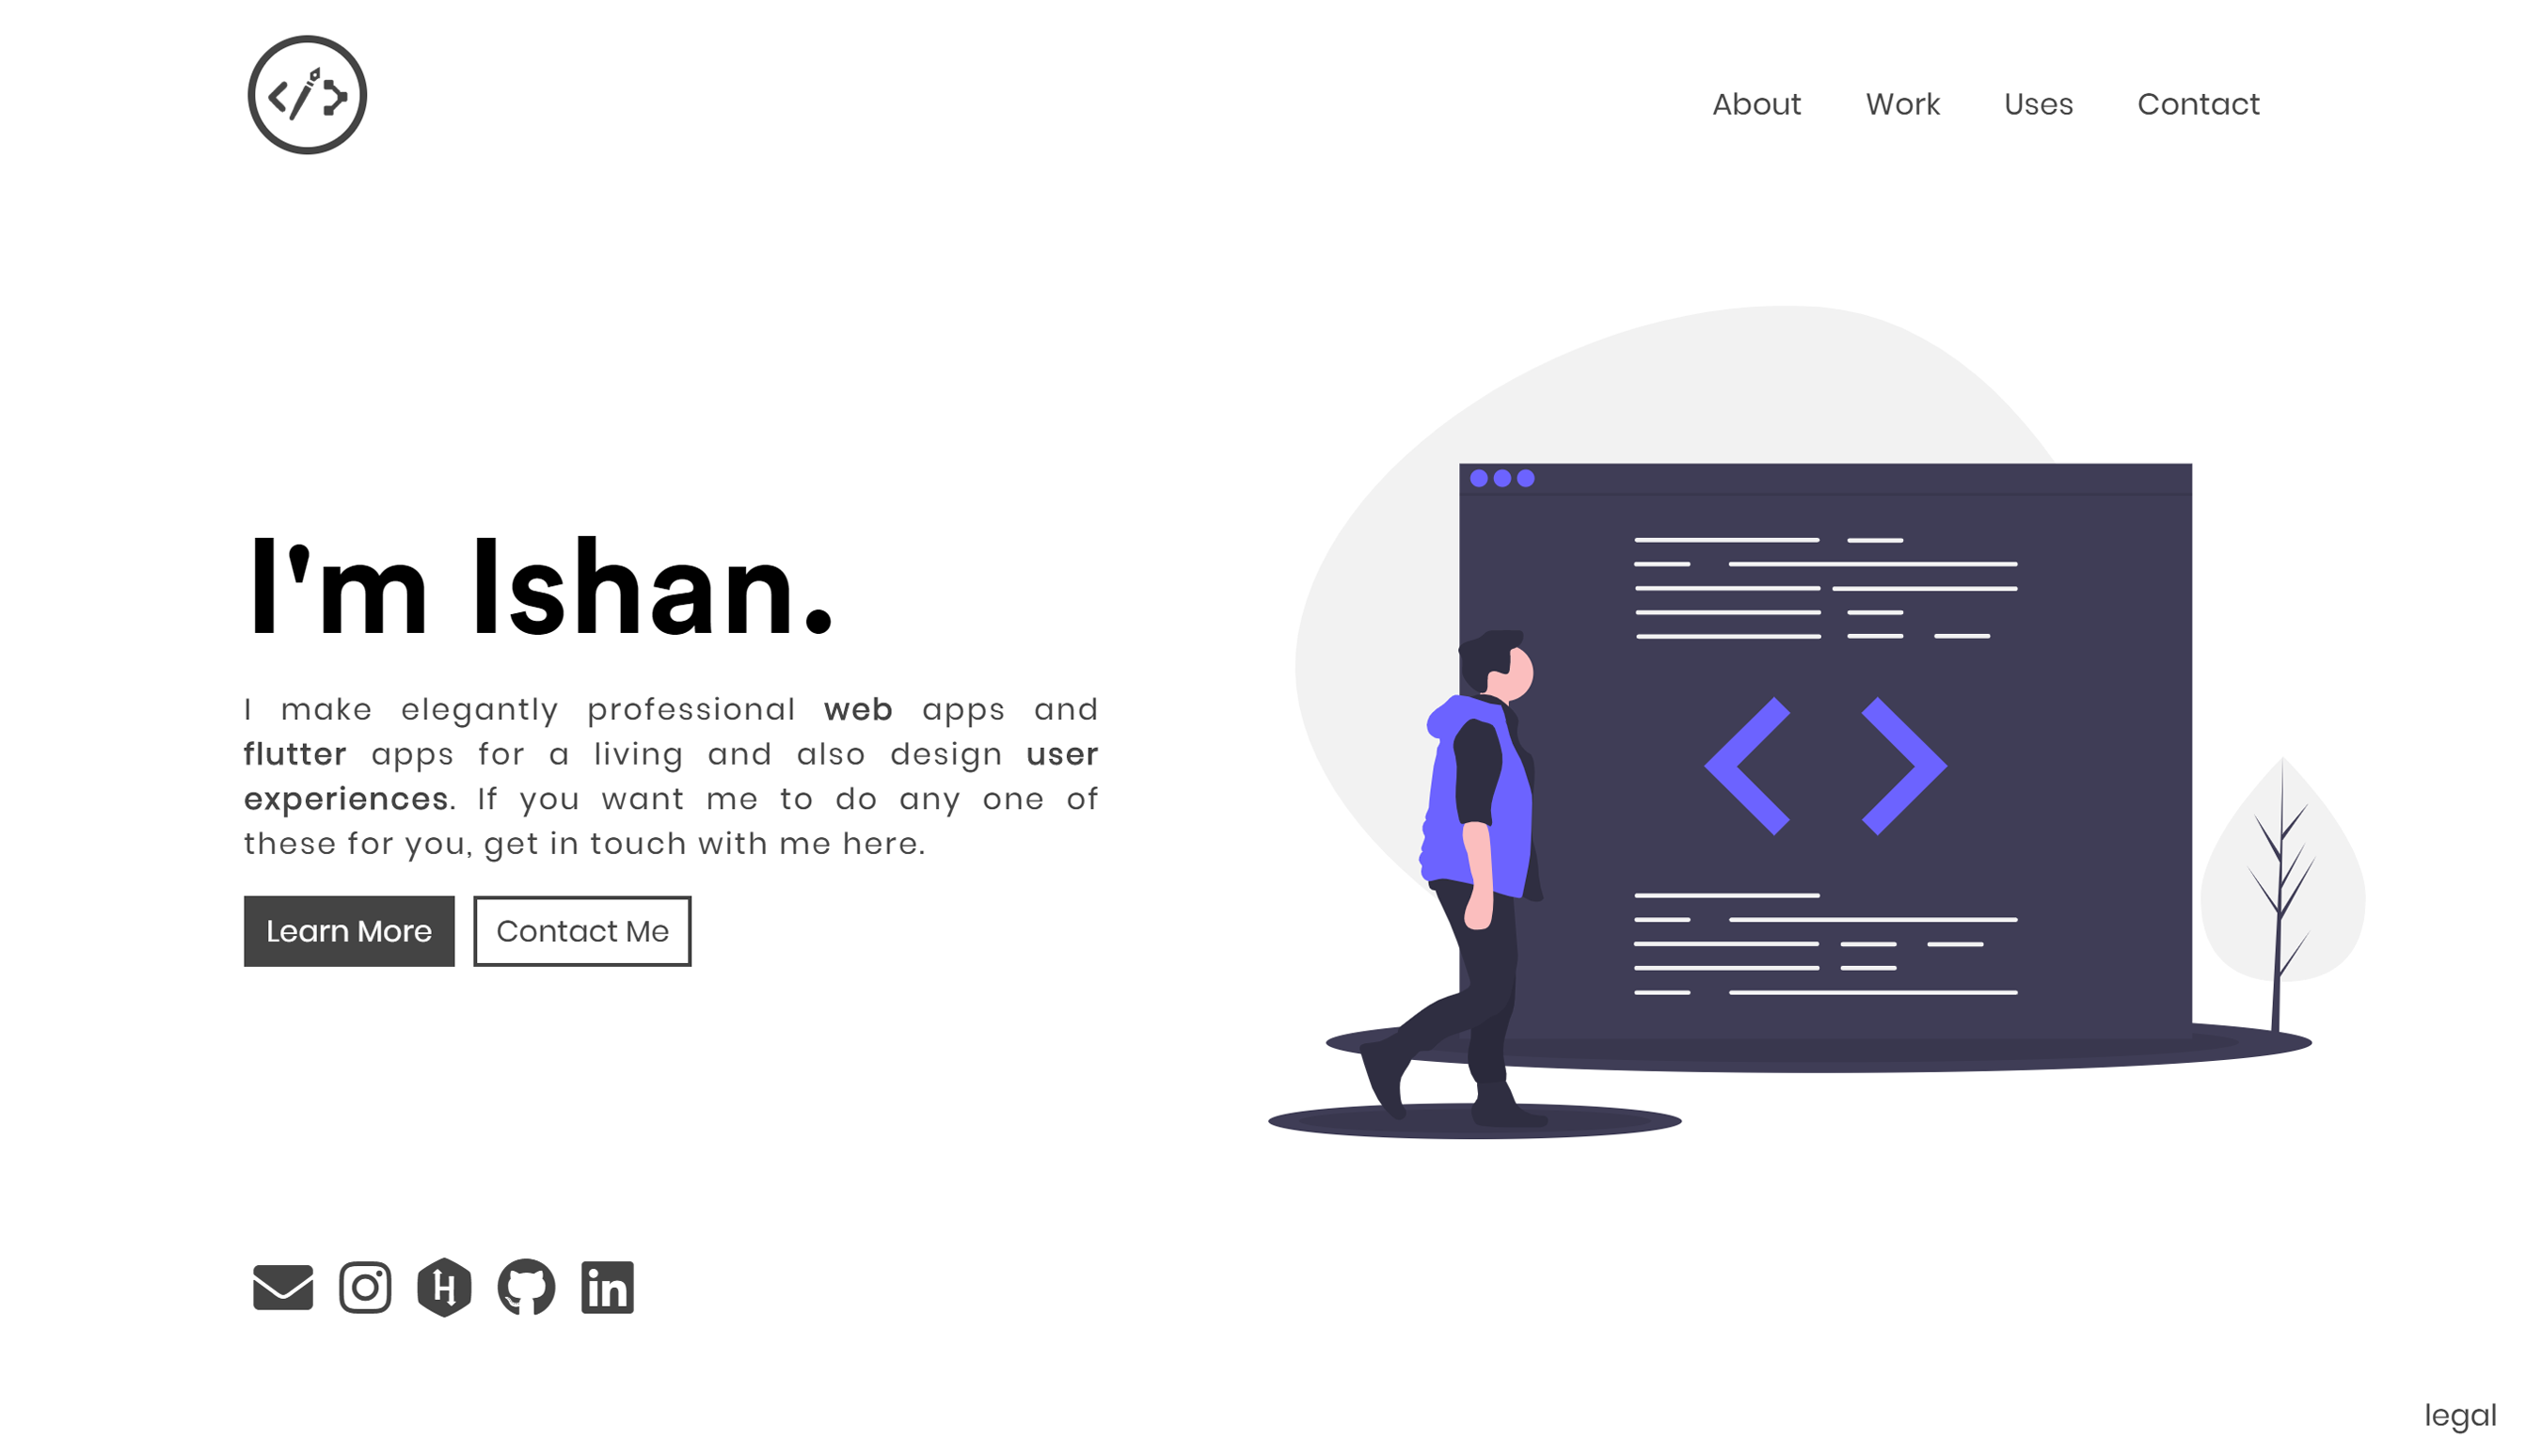 About Work Uses Contact
I'm Ishan.
I make elegantly professional web apps and
flutter apps for a living and also design user
experiences. If you want me to do any one of
these for you, get in touch with me here.
Learn More Contact Me
legal